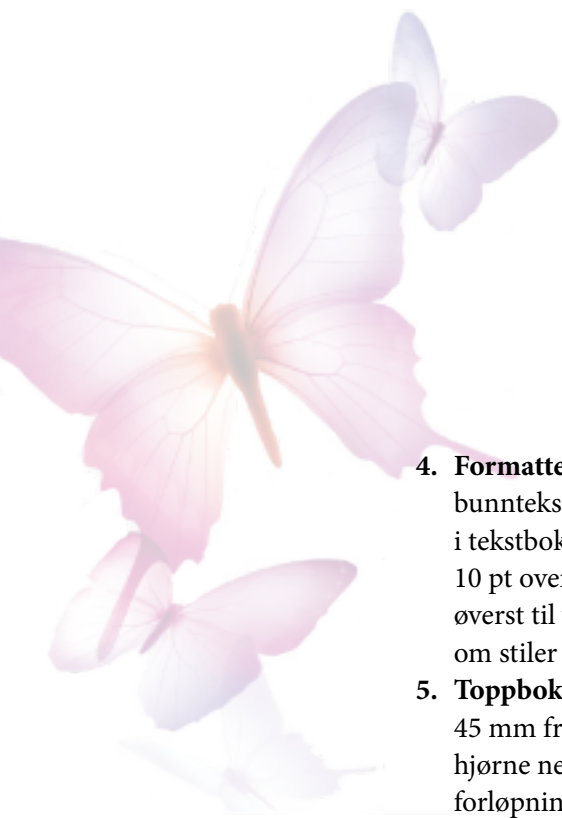 4. Formatte
bunnteks
i tekstbok
10 pt over
øverst til
om stiler
5. Toppbok
45 mm fr
hjørne ne
forløpnin